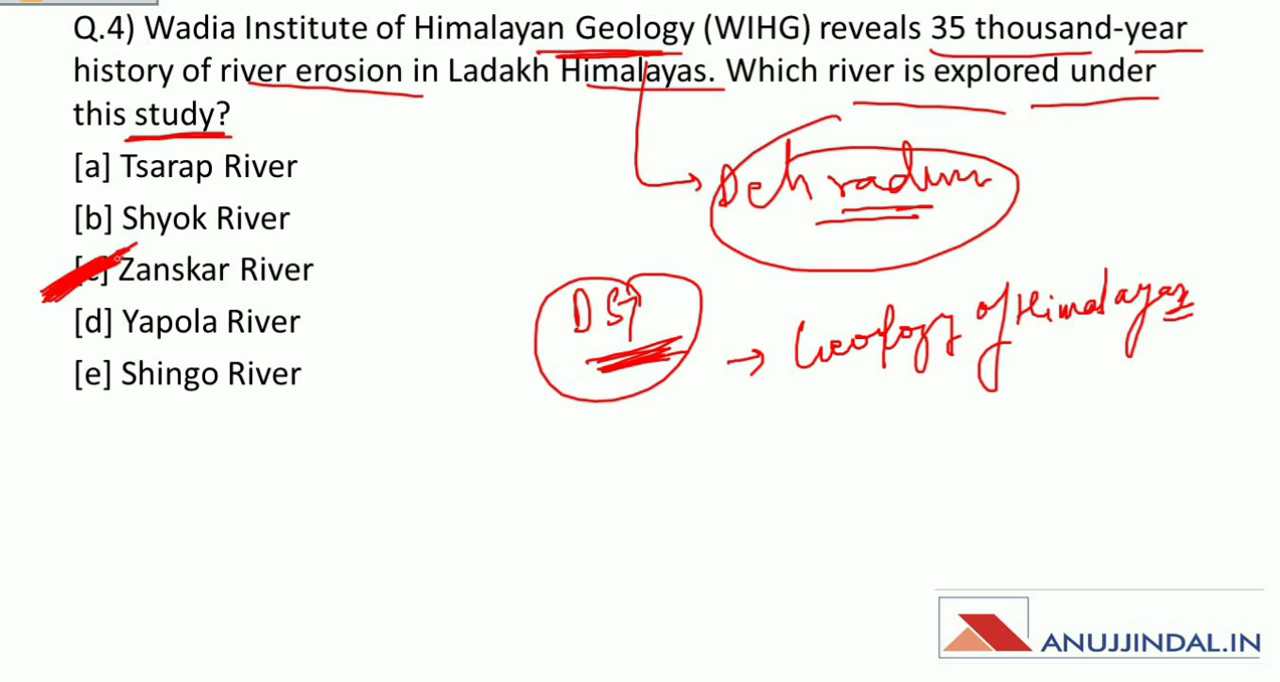 Q.4) Wadia Institute of Himalayan Geology (WIHG) reveals 35 thousand-year
history of river erosion in Ladakh Himalayas. Which river is explored under
this study?
[a] Tsarap River
Dehradun
[b] Shyok River
[c] Zanskar River
DST
Geology of Himalayas
[d] Yapola River
[e] Shingo River
ANUJJINDAL.IN